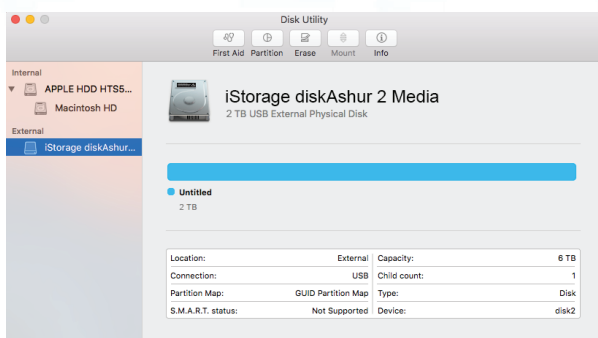 Disk Utility
First Aid Partition Erase Mount Info
Internal
APPLE HDD HTS5...
Macintosh HD
External
iStorage diskAshur...
iStorage diskAshur 2 Media
2 TB USB External Physical Disk
Untitled
2 TB
Location: External Capacity: 6 TB
Connection: USB Child count: 1
Partition Map: GUID Partition Map Type: Disk
S.M.A.R.T. status: Not Supported Device: disk2